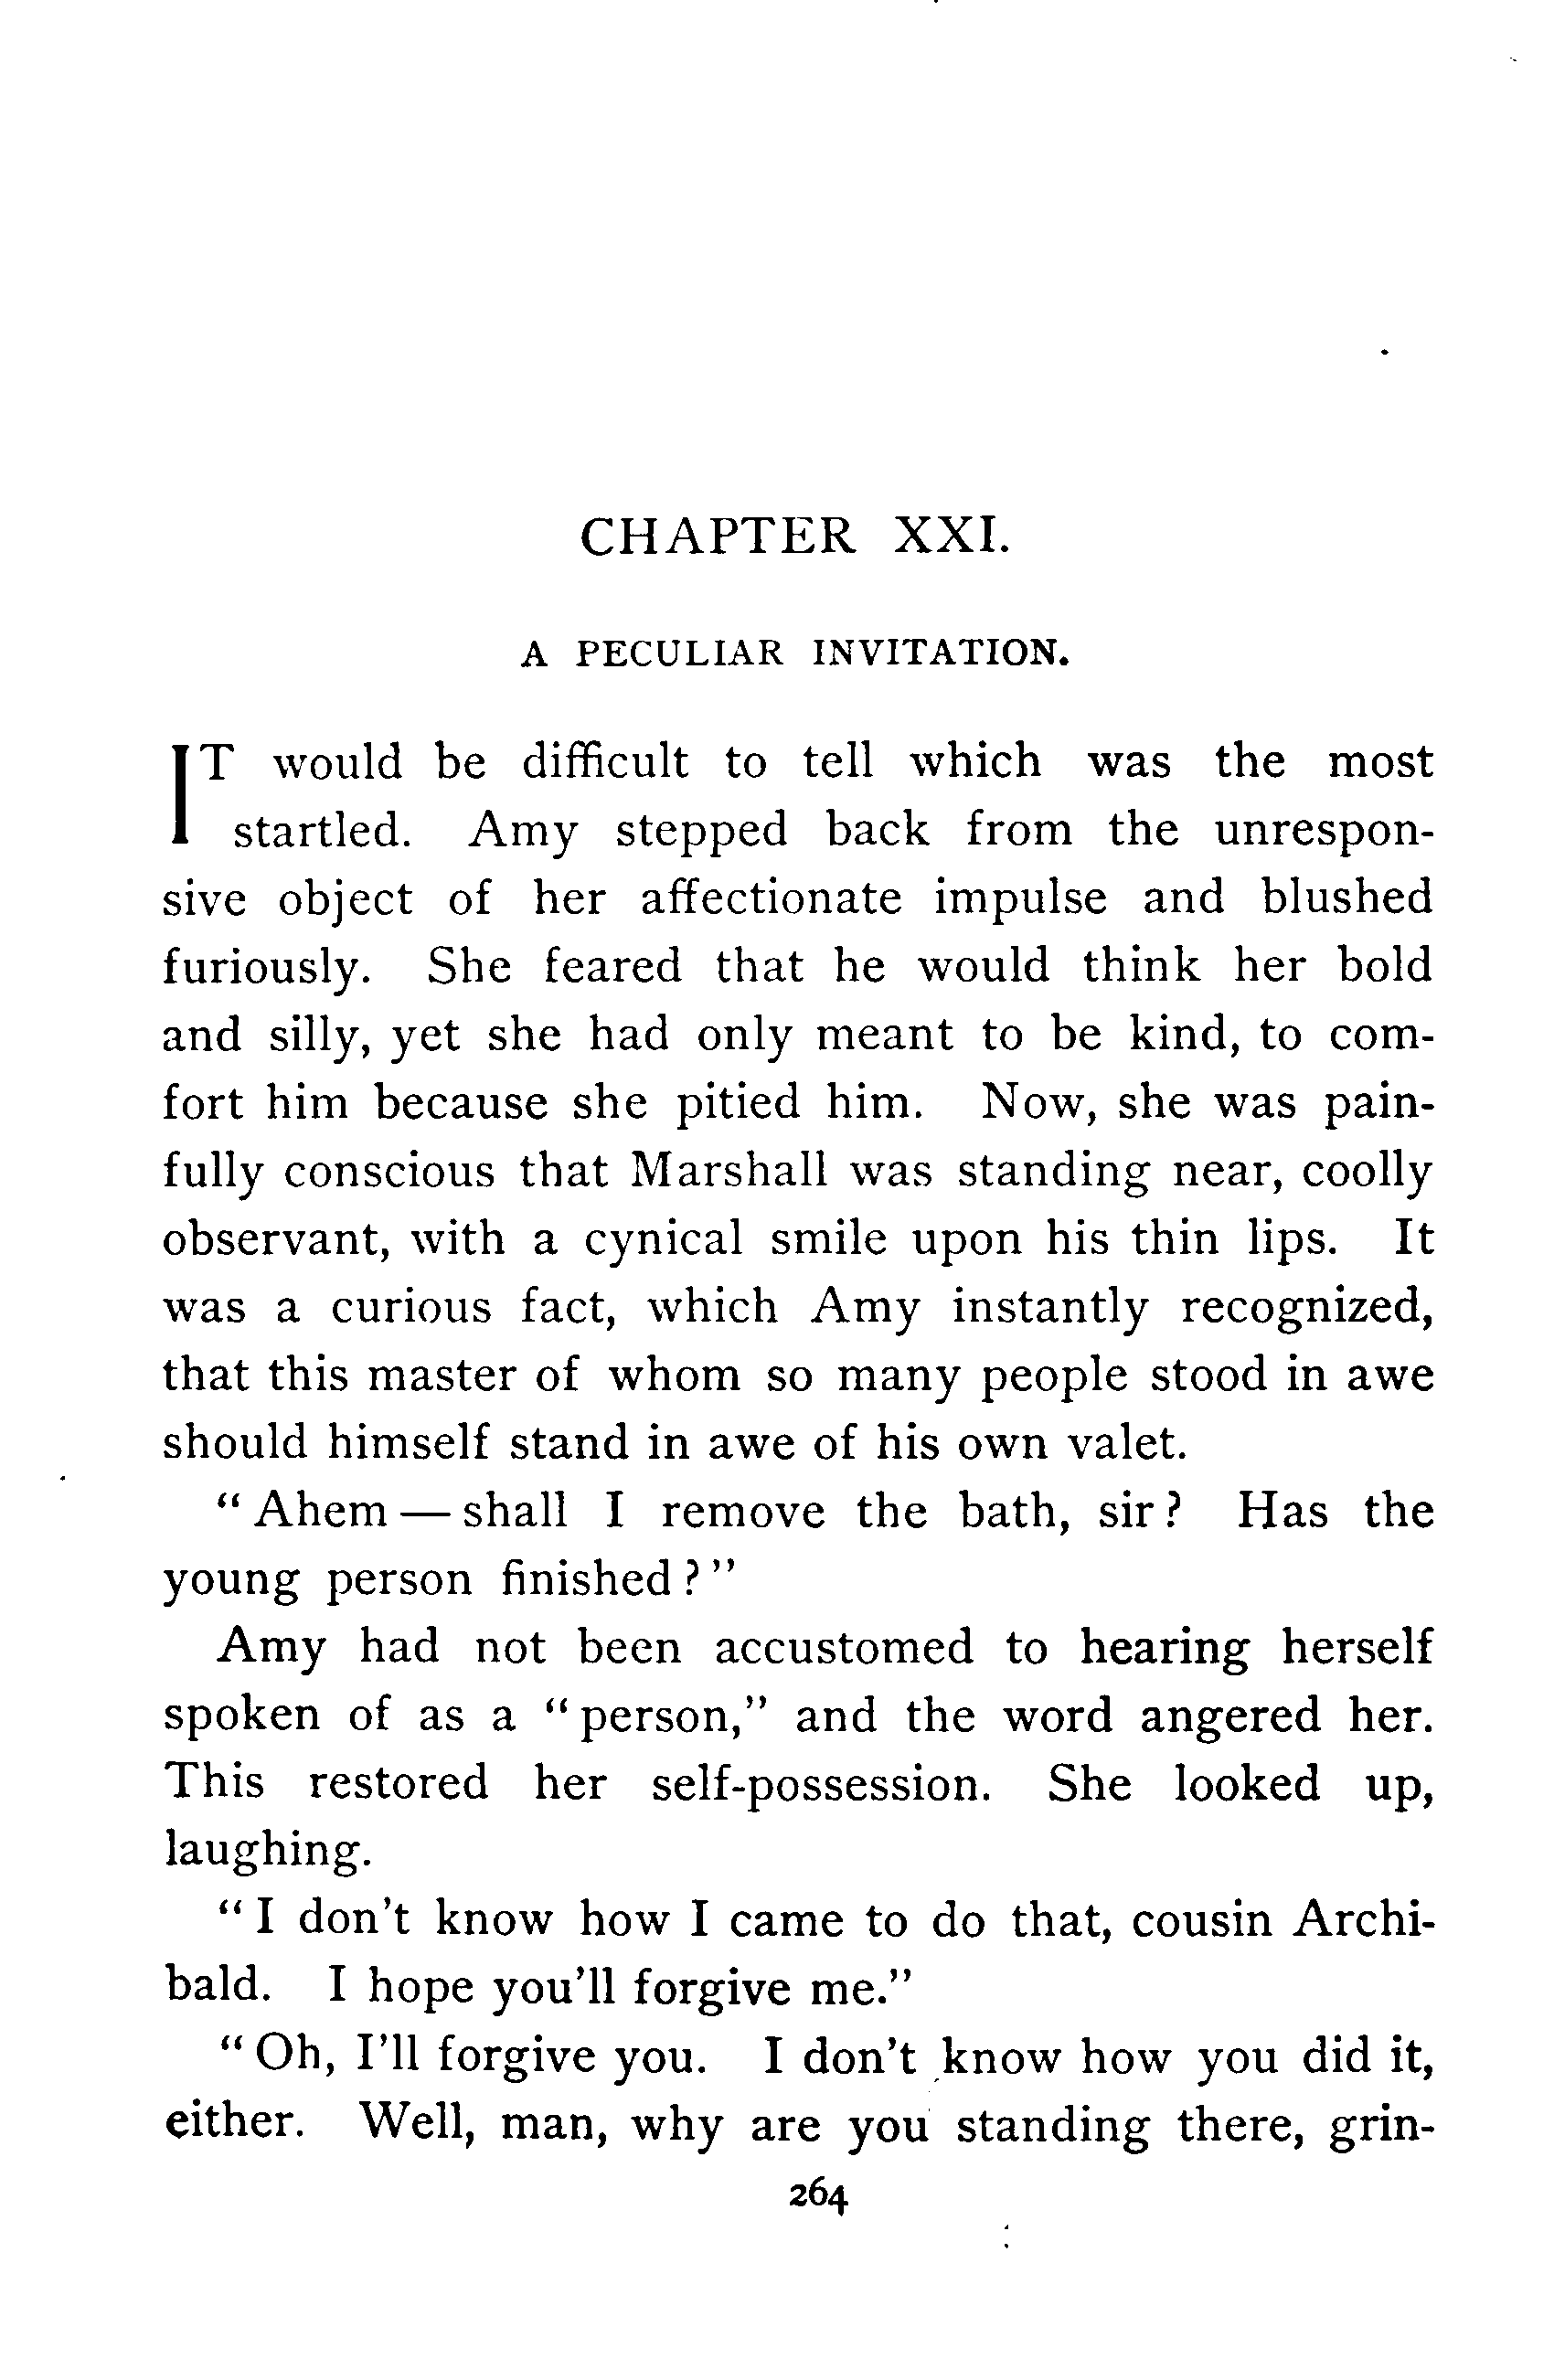 CHAPTER XXI.
A PECULIAR INVITATION.
IT would be difficult to tell which was the most
startled. Amy stepped back from the unrespon-
sive object of her affectionate impulse and blushed
furiously. She feared that he would think her bold
and silly, yet she had only meant to be kind, to com-
fort him because she pitied him. Now, she was pain-
fully conscious that Marshall was standing near, coolly
observant, with a cynical smile upon his thin lips. It
was a curious fact, which Amy instantly recognized,
that this master of whom so many people stood in awe
should himself stand in awe of his own valet.
“Ahem — shall I remove the bath, sir? Has the
young person finished?”
Amy had not been accustomed to hearing herself
spoken of as a “person,” and the word angered her.
This restored her self-possession. She looked up,
laughing.
“I don't know how I came to do that, cousin Archi-
bald. I hope you'll forgive me.”
“Oh, I'll forgive you. I don't know how you did it,
either. Well, man, why are you standing there, grin-
264